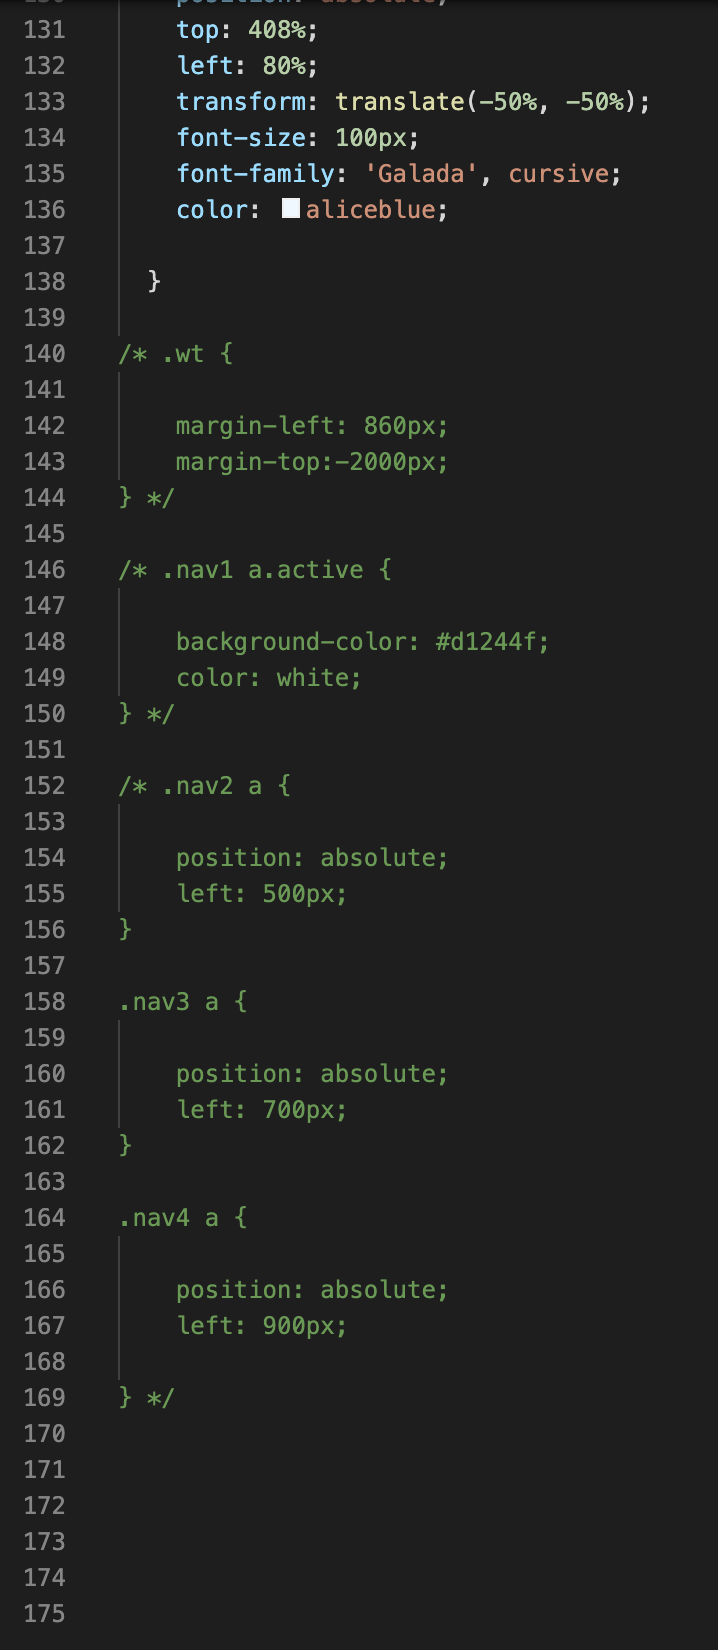 131 top: 408%;
132 left: 80%;
133 transform: translate(-50%, -50%);
134 font-size: 100px;
135 font-family: 'Galada', cursive;
136 color: aliceblue;
137
138 }
139
140 /* .wt {
141
142 margin-left: 860px;
143 margin-top:-2000px;
144 } */
145
146 /* .nav1 a.active {
147
148 background-color: #d1244f;
149 color: white;
150 } */
151
152 /* .nav2 a {
153
154 position: absolute;
155 left: 500px;
156 }
157
158 .nav3 a {
159
160 position: absolute;
161 left: 700px;
162 }
163
164 .nav4 a {
165
166 position: absolute;
167 left: 900px;
168
169 } */
170
171
172
173
174
175